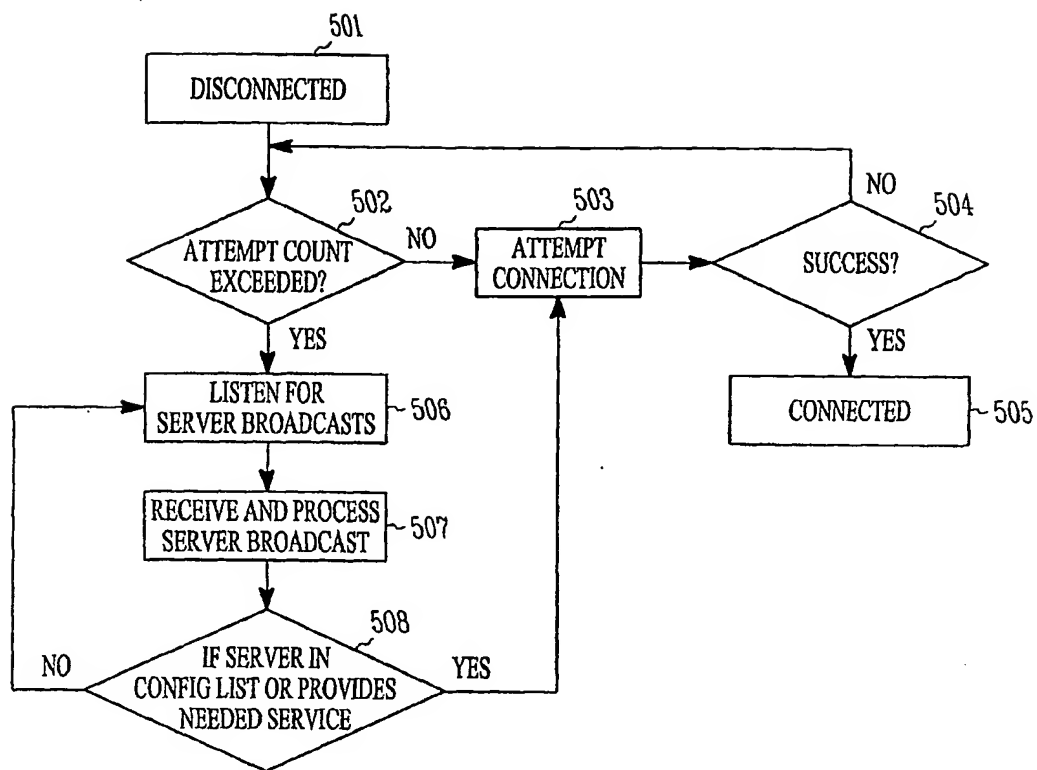 501
DISCONNECTED
502
ATTEMPT COUNT
EXCEEDED?
NO
503
ATTEMPT
CONNECTION
NO
504
SUCCESS?
YES
YES
LISTEN FOR
SERVER BROADCASTS
506
CONNECTED
505
RECEIVE AND PROCESS
SERVER BROADCAST
507
508
NO
IF SERVER IN
CONFIG LIST OR PROVIDES
NEEDED SERVICE
YES